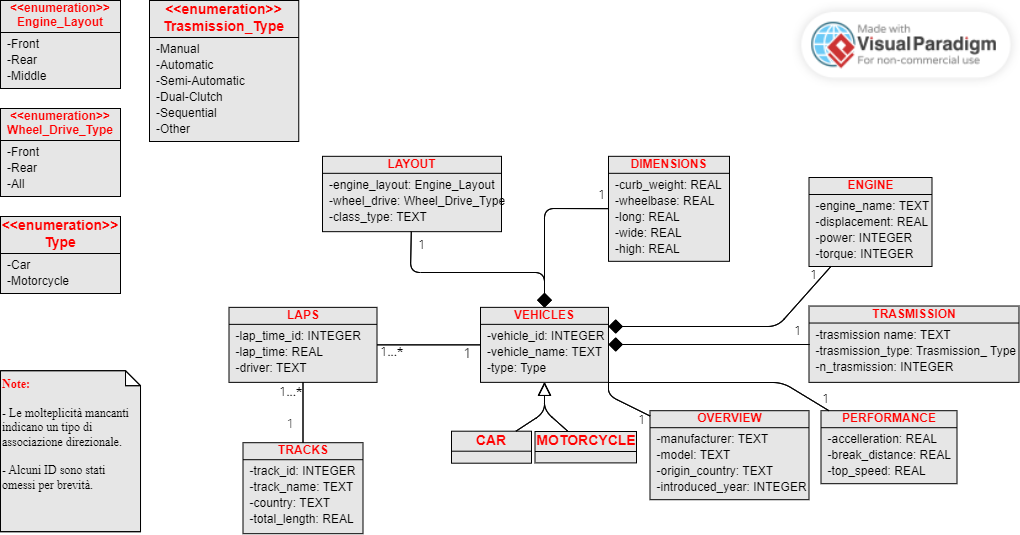 <<enumeration>>
Engine_Layout
-Front
-Rear
-Middle
<<enumeration>>
Trasmission_Type
-Manual
-Automatic
-Semi-Automatic
-Dual-Clutch
-Sequential
-Other
Made with
VisualParadigm
For non-commercial use
<<enumeration>>
Wheel_Drive_Type
-Front
-Rear
-All
<<enumeration>>
Type
-Car
-Motorcycle
LAYOUT
-engine_layout: Engine_Layout
-wheel_drive: Wheel_Drive_Type
-class_type: TEXT
1
DIMENSIONS
-curb_weight: REAL
-wheelbase: REAL
-long: REAL
-wide: REAL
-high: REAL
1
ENGINE
-engine_name: TEXT
-displacement: REAL
-power: INTEGER
-torque: INTEGER
1
LAPS
-lap_time_id: INTEGER
-lap_time: REAL
-driver: TEXT
1...*
1
VEHICLES
-vehicle_id: INTEGER
-vehicle_name: TEXT
-type: Type
1
TRASMISSION
-trasmission name: TEXT
-trasmission_type: Trasmission_ Type
-n_trasmission: INTEGER
Note:
- Le molteplicità mancanti
indicano un tipo di
associazione direzionale.
- Alcuni ID sono stati
omessi per brevità.
1...*
1
TRACKS
-track_id: INTEGER
-track_name: TEXT
-country: TEXT
-total_length: REAL
CAR
MOTORCYCLE
1
OVERVIEW
-manufacturer: TEXT
-model: TEXT
-origin_country: TEXT
-introduced_year: INTEGER
1
PERFORMANCE
-accelleration: REAL
-break_distance: REAL
-top_speed: REAL